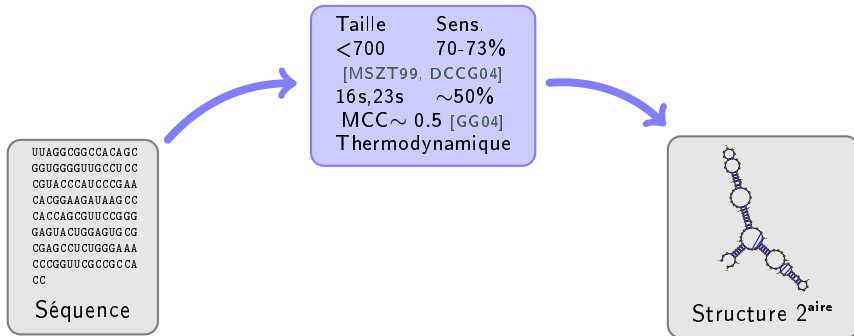 Taille Sens.
<700 70-73%
[MSZT99, DCCG04]
16s,23s ~50%
MCC~ 0.5 [GG04]
Thermodynamique
UUAGGCGGCCACAGC
GGUGGGGUUGCCUCC
CGUACCCAUCCCGAA
CACGGAAGAUAAGCC
CACCAGCGUUCCGGG
GAGUACUGGAGUGCG
CGAGCCUCUGGGAAA
CCCGGUUCGCCGCCA
CC
Séquence
Structure 2aire